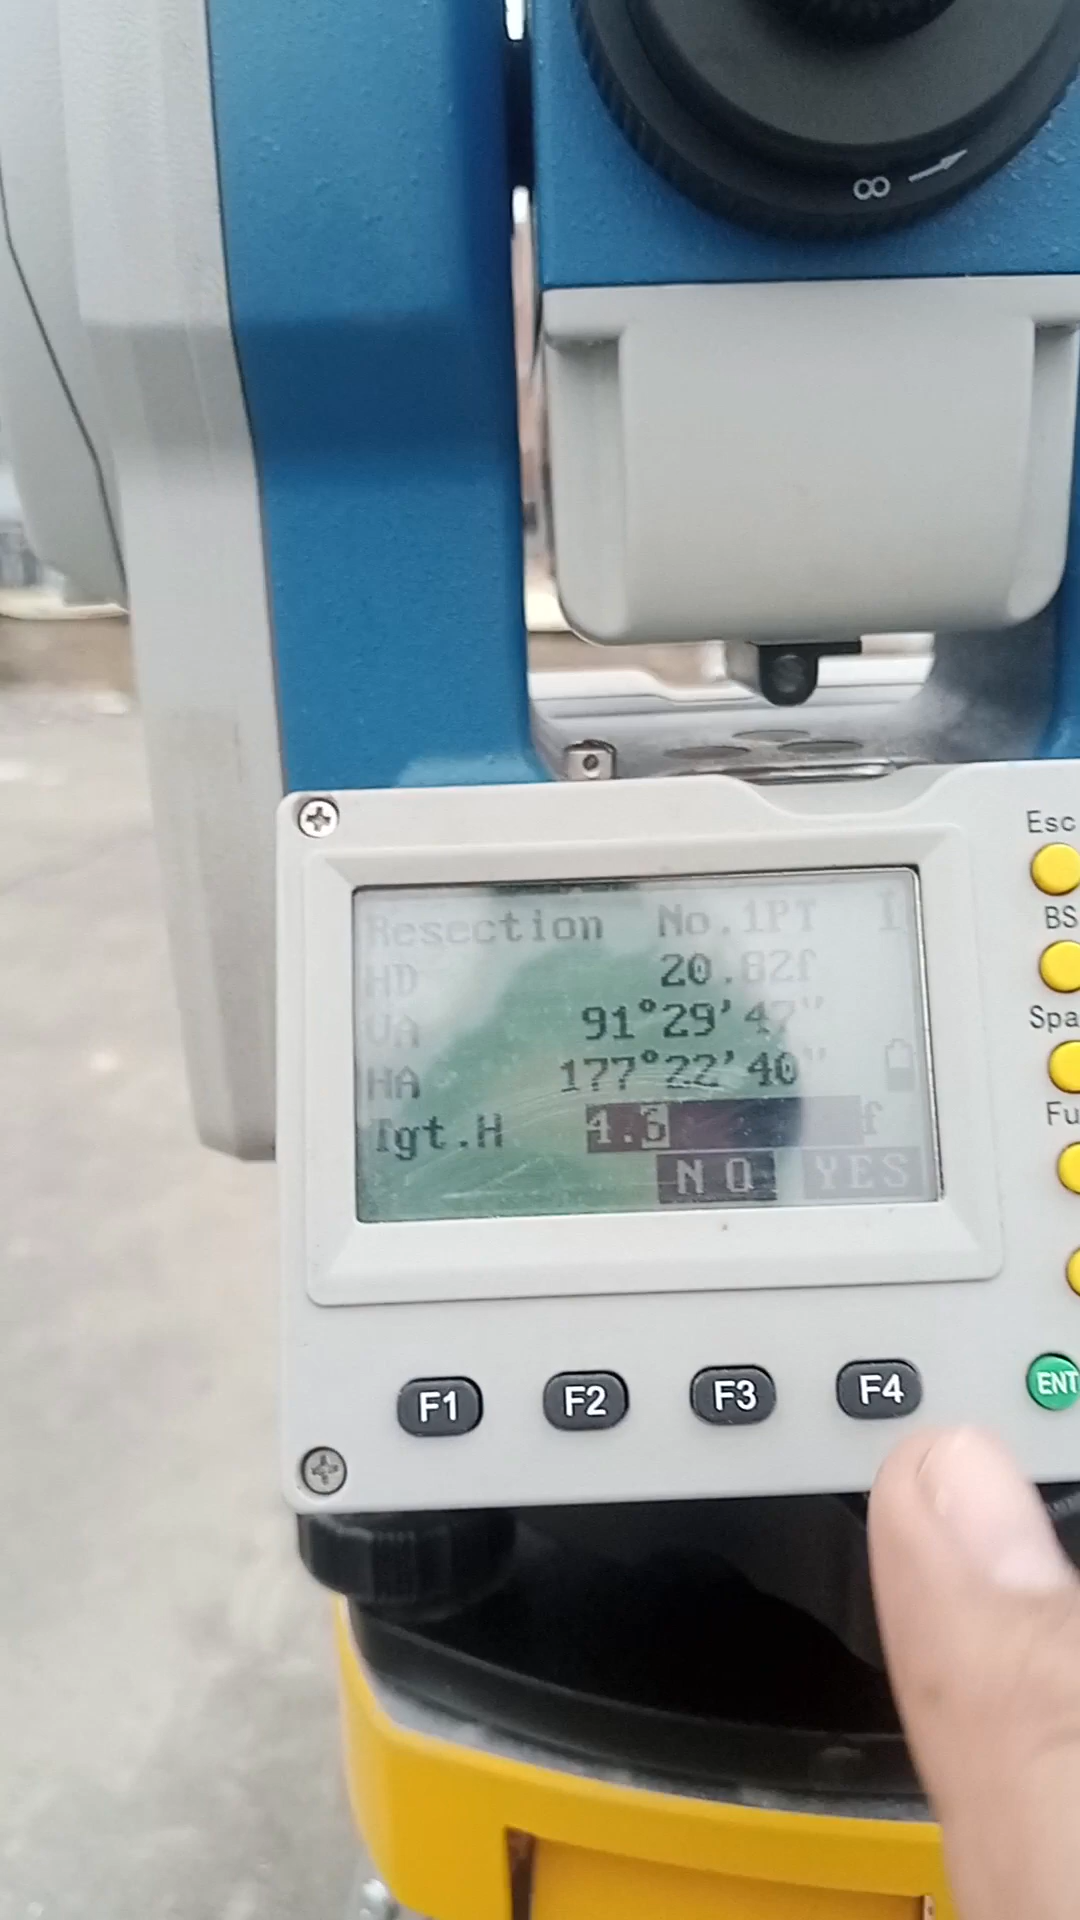 ∞
Esc
BS
Resection No.1PT
HD 20.82f
VA 91°29'47"
HA 177°22'40"
Tgt.H 4.6 f
NO YES
F1 F2 F3 F4 ENT